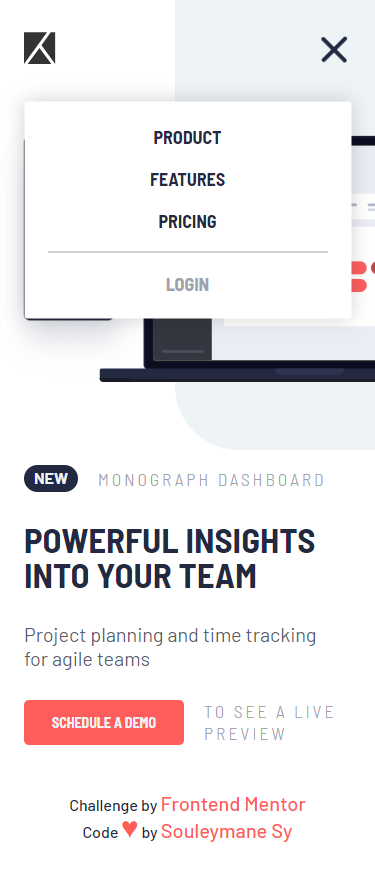 PRODUCT
FEATURES
PRICING
LOGIN
NEW MONOGRAPH DASHBOARD
POWERFUL INSIGHTS
INTO YOUR TEAM
Project planning and time tracking
for agile teams
SCHEDULE A DEMO
TO SEE A LIVE
PREVIEW
Challenge by Frontend Mentor
Code ♥ by Souleymane Sy